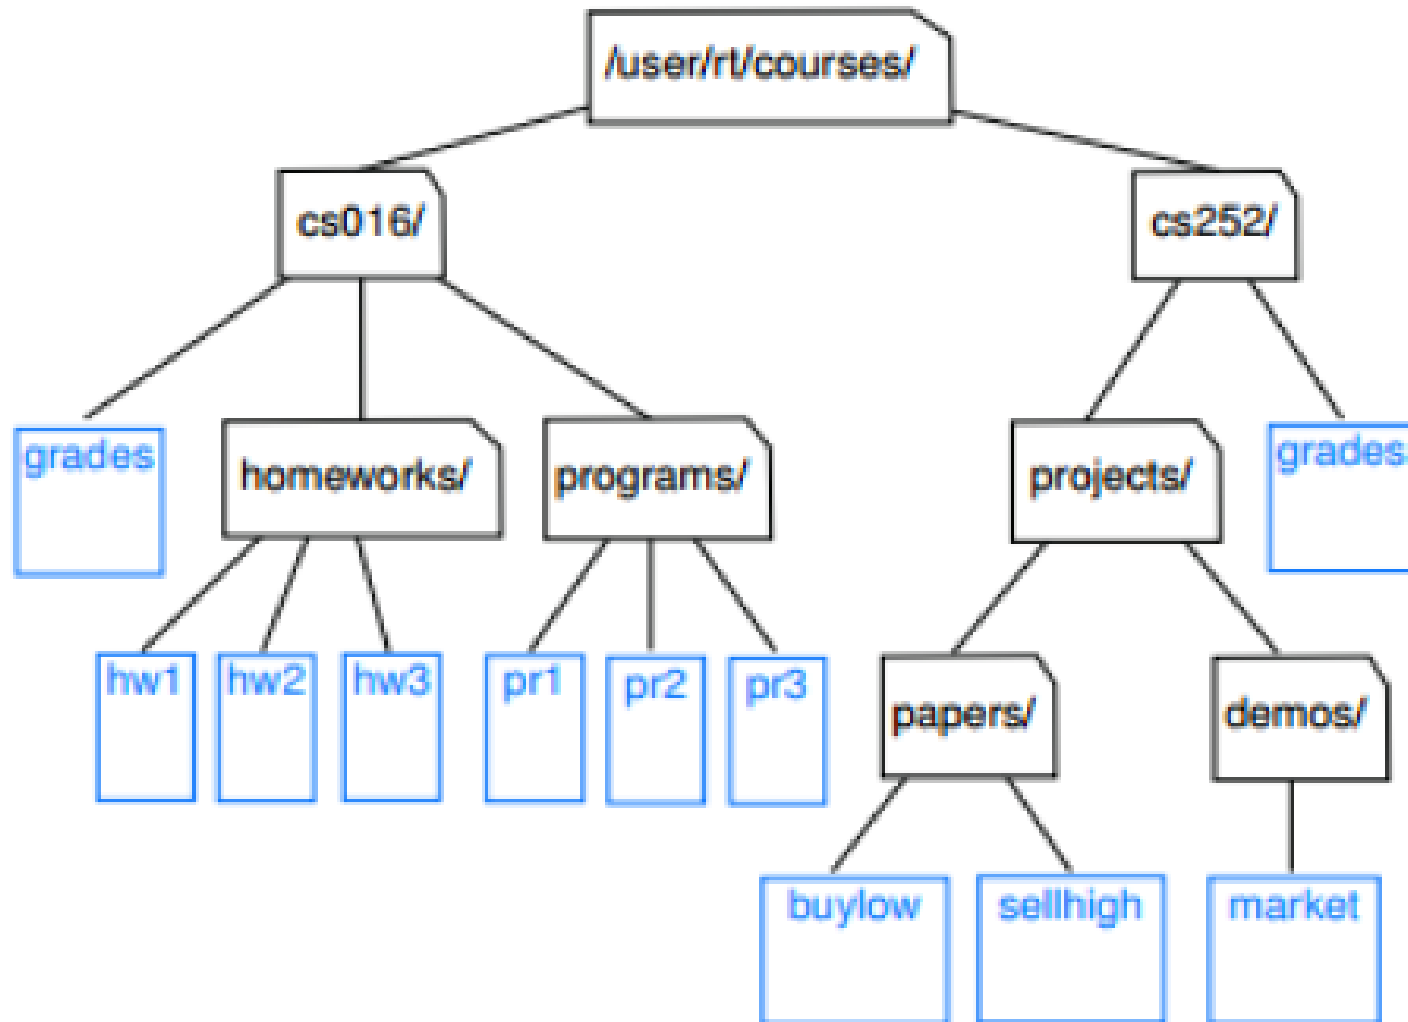 /user/rt/courses/
cs016/
cs252/
grades
homeworks/
programs/
projects/
grades
hw1
hw2
hw3
pr1
pr2
pr3
papers/
demos/
buylow
sellhigh
market